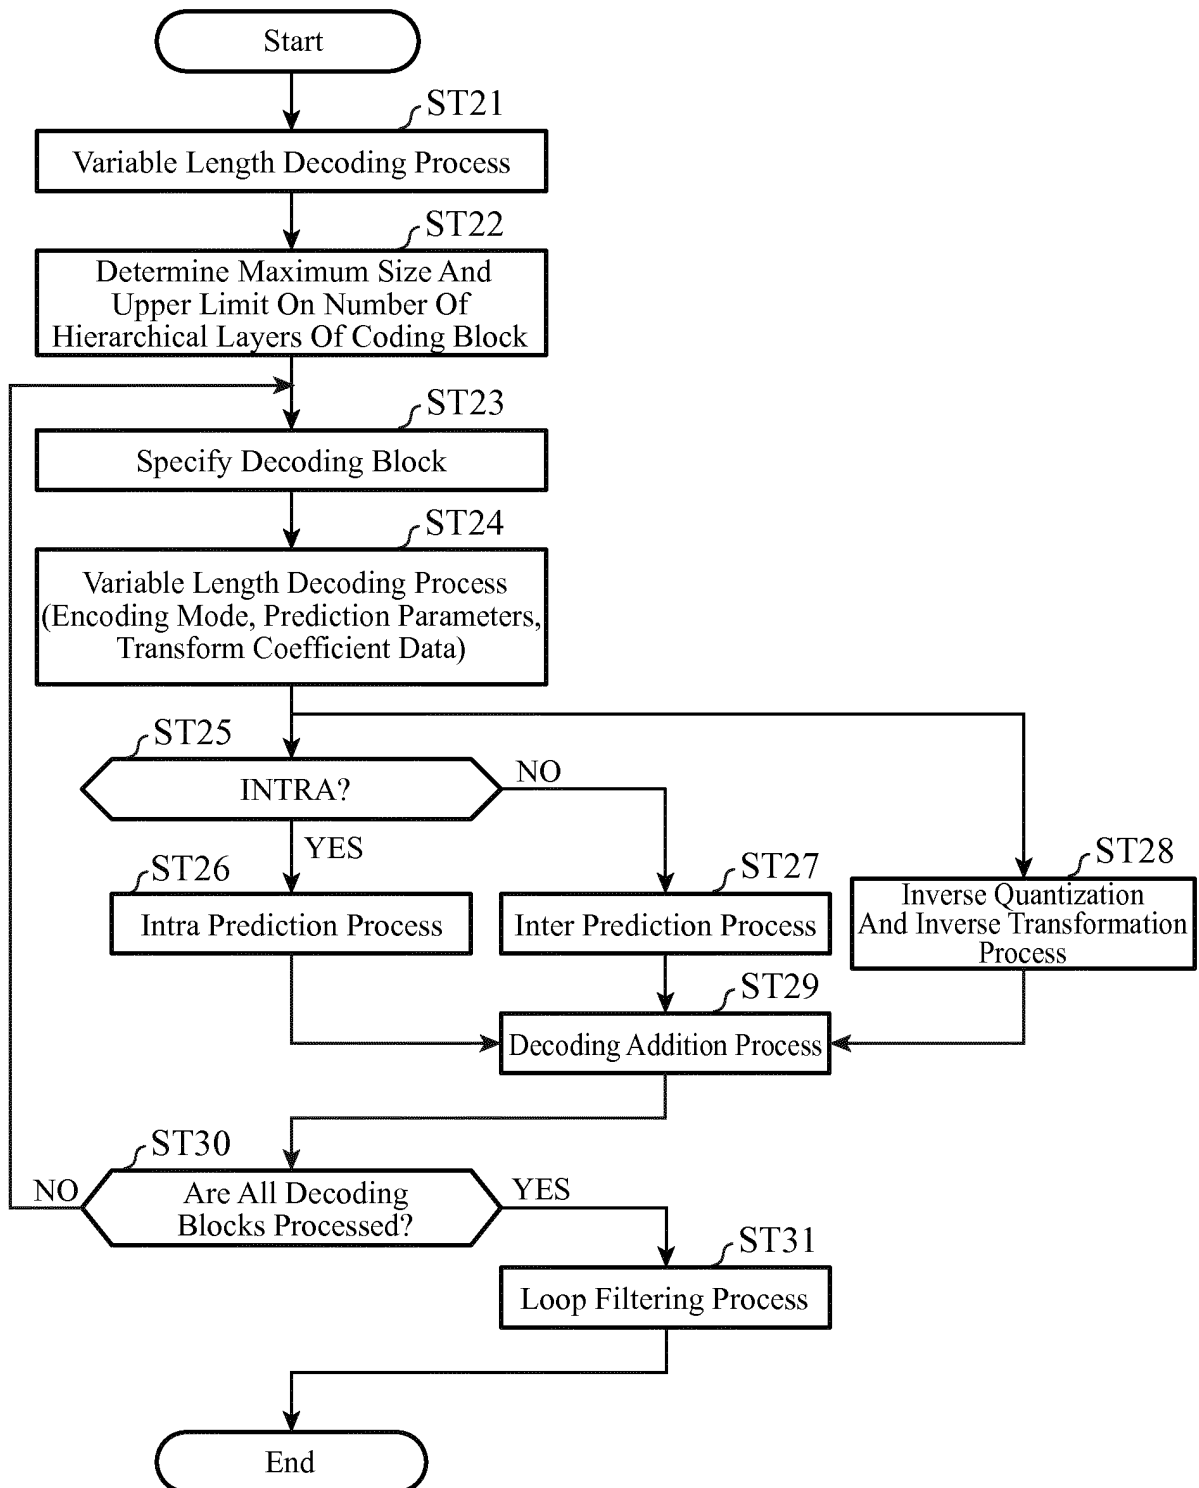 Start
ST21
Variable Length Decoding Process
ST22
Determine Maximum Size And
Upper Limit On Number Of
Hierarchical Layers Of Coding Block
ST23
Specify Decoding Block
ST24
Variable Length Decoding Process
(Encoding Mode, Prediction Parameters,
Transform Coefficient Data)
ST25
INTRA?
NO
YES
ST26
Intra Prediction Process
ST27
Inter Prediction Process
ST28
Inverse Quantization
And Inverse Transformation
Process
ST29
Decoding Addition Process
ST30
Are All Decoding
Blocks Processed?
NO
YES
ST31
Loop Filtering Process
End